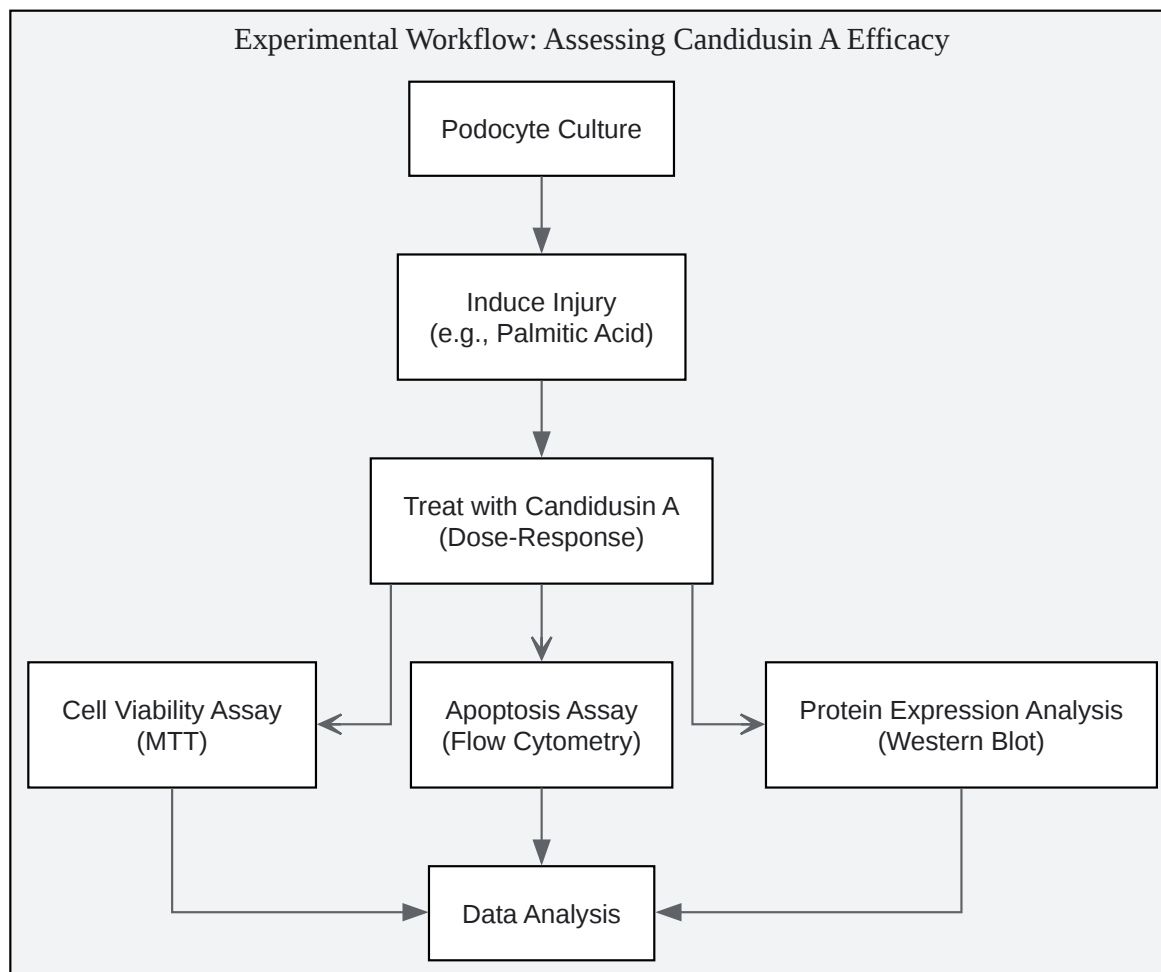 Experimental Workflow: Assessing Candidusin A Efficacy
Podocyte Culture
Induce Injury
(e.g., Palmitic Acid)
Treat with Candidusin A
(Dose-Response)
Cell Viability Assay
(MTT)
Apoptosis Assay
(Flow Cytometry)
Protein Expression Analysis
(Western Blot)
Data Analysis